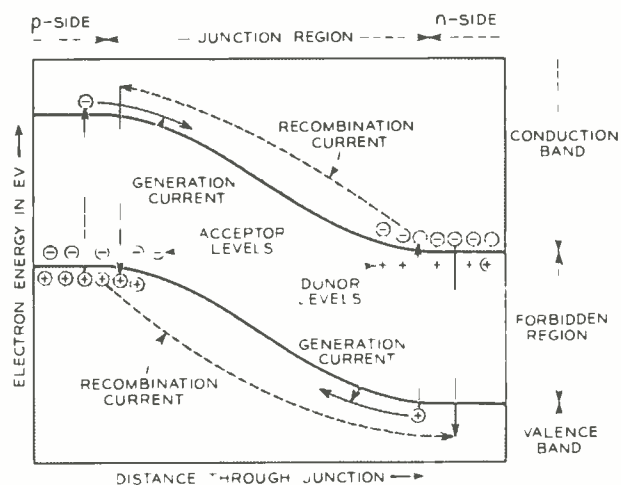 p-SIDE
JUNCTION REGION
n-SIDE
RECOMBINATION
CURRENT
CONDUCTION
BAND
GENERATION
CURRENT
ACCEPTOR
LEVELS
DONOR
LEVELS
ELECTRON ENERGY IN EV
FORBIDDEN
REGION
GENERATION
CURRENT
RECOMBINATION
CURRENT
VALENCE
BAND
DISTANCE THROUGH JUNCTION